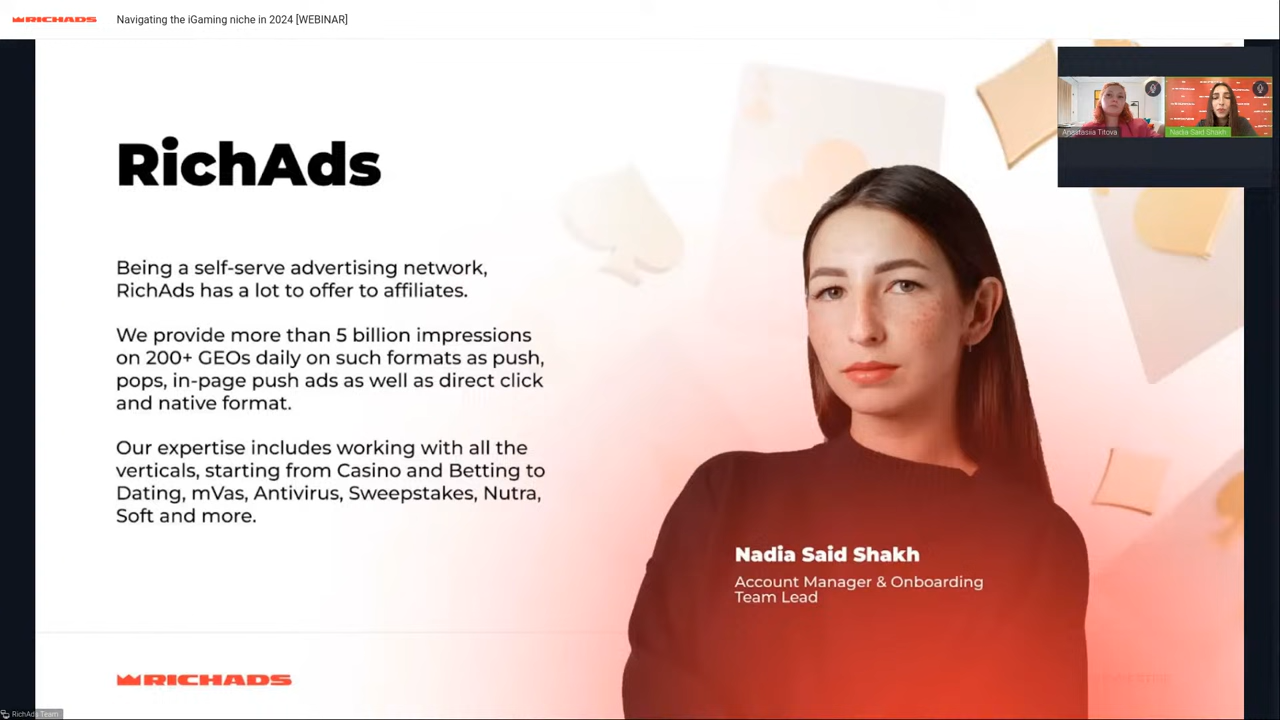 RICHADS
Navigating the iGaming niche in 2024 [WEBINAR]
Anastasiia Titova
Nadia Said Shakh
RichAds
Being a self-serve advertising network,
RichAds has a lot to offer to affiliates.
We provide more than 5 billion impressions
on 200+ GEOs daily on such formats as push,
pops, in-page push ads as well as direct click
and native format.
Our expertise includes working with all the
verticals, starting from Casino and Betting to
Dating, mVas, Antivirus, Sweepstakes, Nutra,
Soft and more.
Nadia Said Shakh
Account Manager & Onboarding
Team Lead
RICHADS
RichAds Team